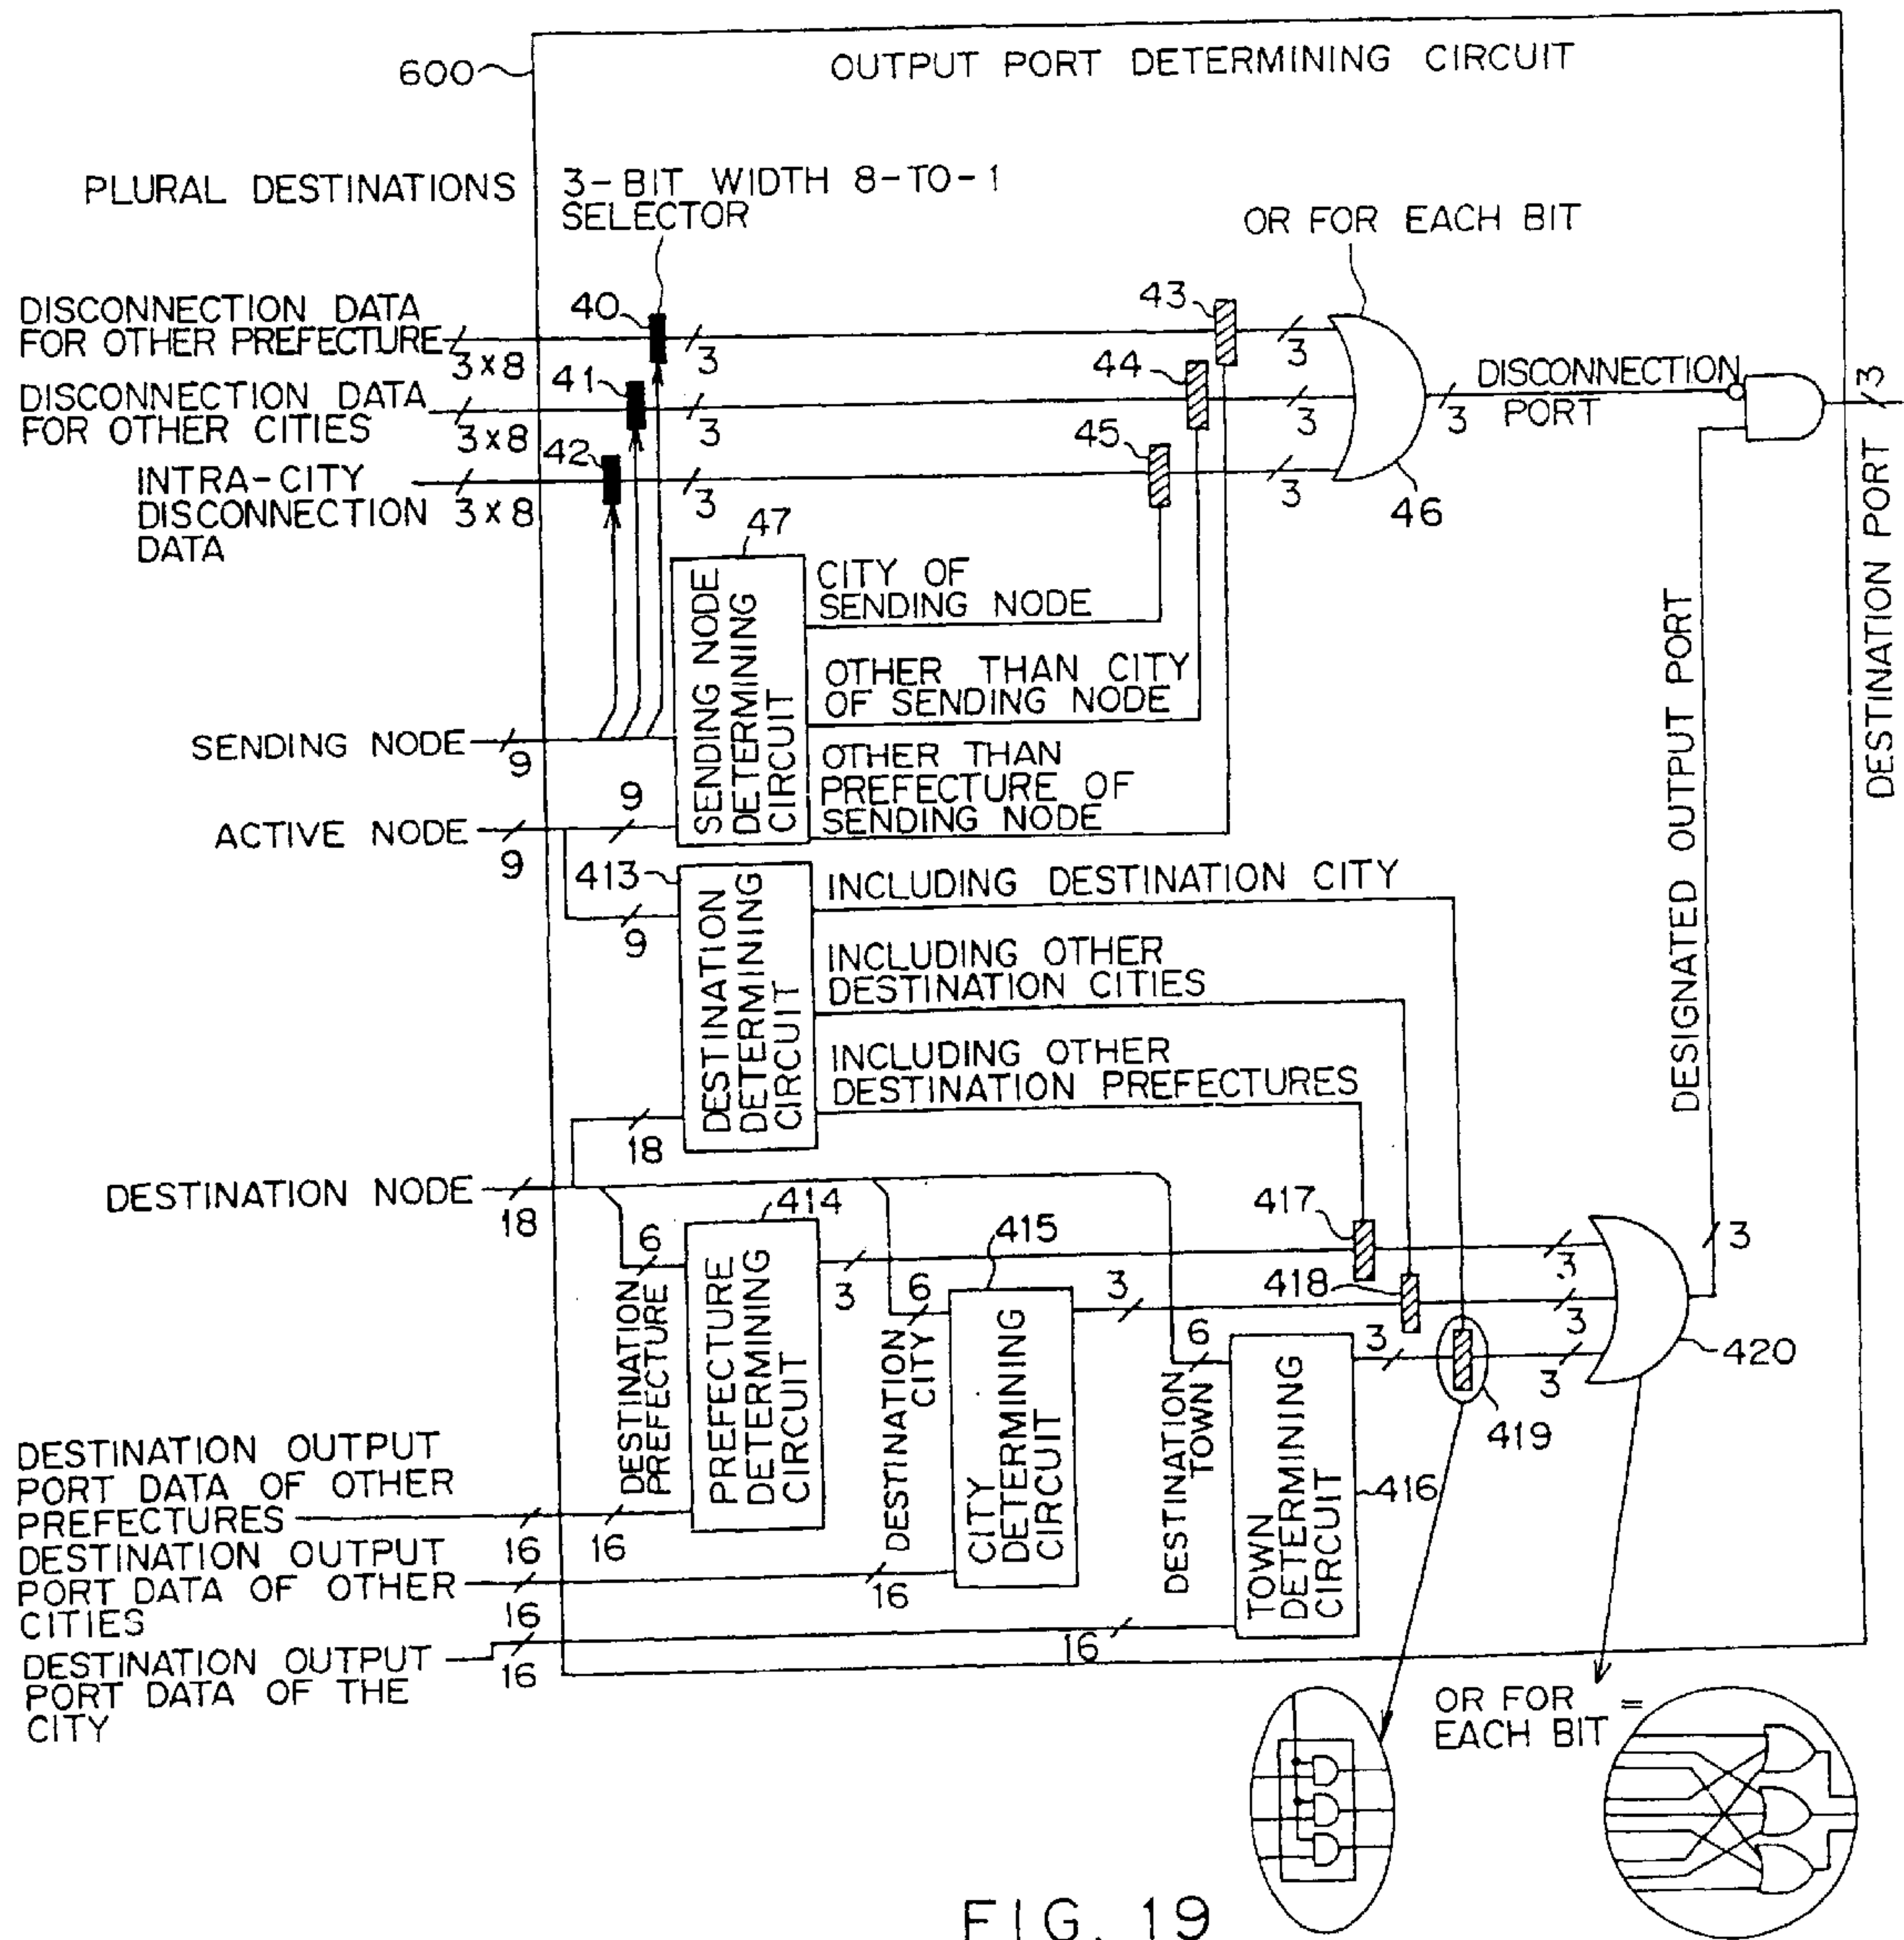 600
OUTPUT PORT DETERMINING CIRCUIT
PLURAL DESTINATIONS
3-BIT WIDTH 8-TO-1
SELECTOR
OR FOR EACH BIT
DISCONNECTION DATA
FOR OTHER PREFECTURE
3×8
40
3
43
3
DISCONNECTION DATA
FOR OTHER CITIES
3×8
41
3
44
3
INTRA-CITY
DISCONNECTION
DATA
3×8
42
3
45
3
46
3
DISCONNECTION
PORT
3
DESTINATION PORT
47
SENDING NODE
DETERMINING
CIRCUIT
CITY OF
SENDING NODE
OTHER THAN CITY
OF SENDING NODE
OTHER THAN
PREFECTURE OF
SENDING NODE
SENDING NODE
9
ACTIVE NODE
9
9
DESIGNATED OUTPUT PORT
413
9
DESTINATION
DETERMINING
CIRCUIT
INCLUDING DESTINATION CITY
INCLUDING OTHER
DESTINATION CITIES
INCLUDING OTHER
DESTINATION PREFECTURES
18
DESTINATION NODE
18
414
6
DESTINATION
PREFECTURE
PREFECTURE
DETERMINING
CIRCUIT
3
417
3
3
415
6
DESTINATION
CITY
CITY
DETERMINING
CIRCUIT
3
418
3
6
DESTINATION
TOWN
TOWN
DETERMINING
CIRCUIT
416
3
419
3
420
DESTINATION OUTPUT
PORT DATA OF OTHER
PREFECTURES
16
16
DESTINATION OUTPUT
PORT DATA OF OTHER
CITIES
16
16
DESTINATION OUTPUT
PORT DATA OF THE
CITY
16
16
OR FOR
EACH BIT =
FIG. 19